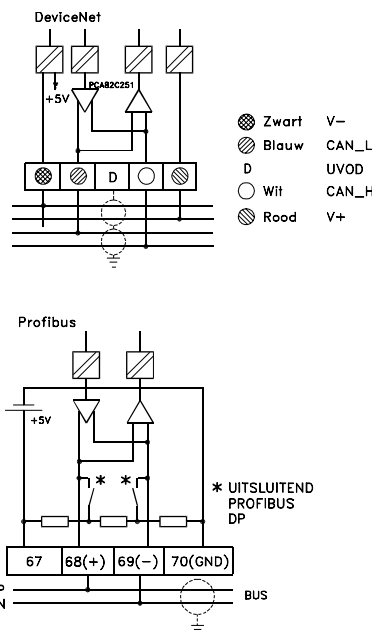 DeviceNet
+5V
PCAB2C251
Zwart V-
Blauw CAN_L
D UVOD
Wit CAN_H
Rood V+
D
Profibus
+5V
* *
* UITSLUITEND
PROFIBUS
DP
67 68(+) 69(-) 70(GND)
BUS